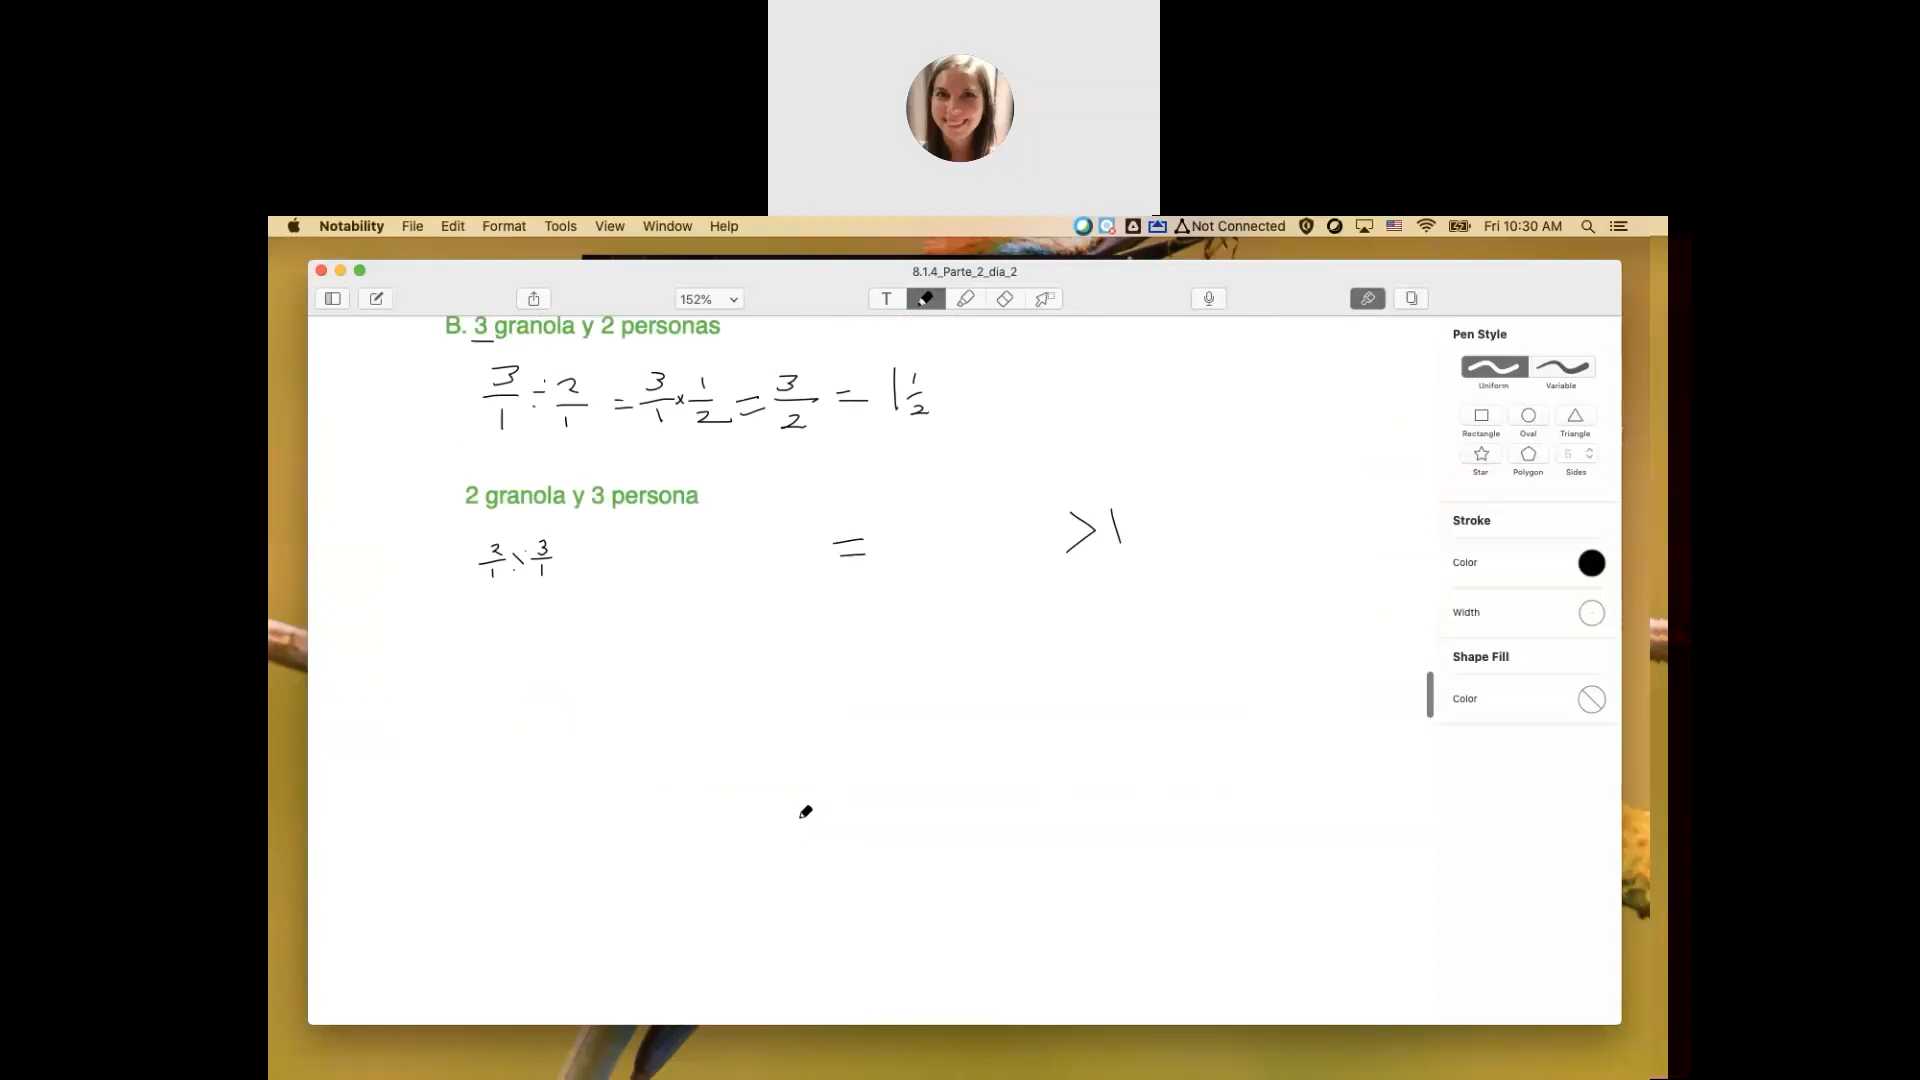 Notability File Edit Format Tools View Window Help Not Connected Fri 10:30 AM
8.1.4_Parte_2_dia_2
152% T
B. 3 granola y 2 personas
3/1 ÷ 2/1 = 3/1 × 1/2 = 3/2 = 1 1/2
2 granola y 3 persona
2/1 ÷ 3/1 = > 1
Pen Style
Uniform Variable
Rectangle Oval Triangle
5
Star Polygon Sides
Stroke
Color
Width
Shape Fill
Color